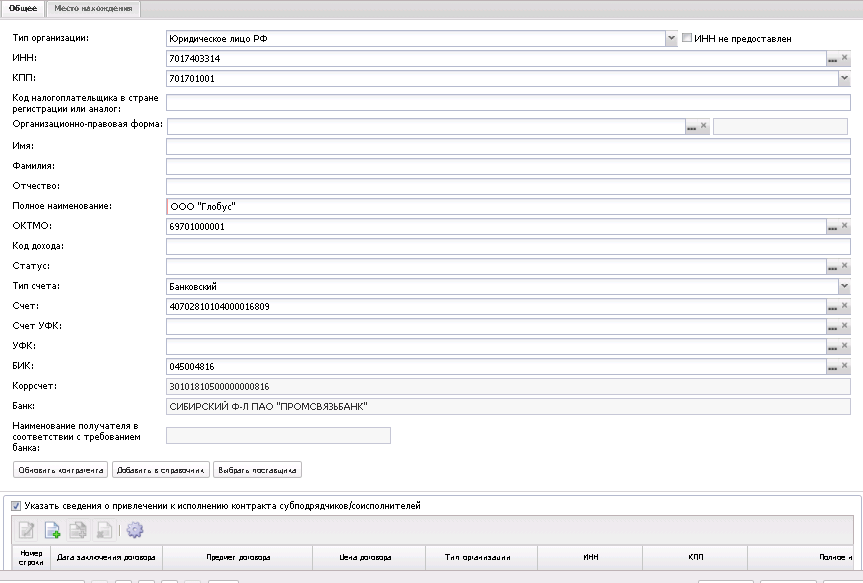 Общее Место нахождения
Тип организации: Юридическое лицо РФ ИНН не предоставлен
ИНН: 7017403314
КПП: 701701001
Код налогоплательщика в стране
регистрации или аналог:
Организационно-правовая форма:
Имя:
Фамилия:
Отчество:
Полное наименование: ООО "Глобус"
ОКТМО: 69701000001
Код дохода:
Статус:
Тип счета: Банковский
Счет: 40702810104000016809
Счет УФК:
УФК:
БИК: 045004816
Коррсчет: 30101810500000000816
Банк: СИБИРСКИЙ Ф-Л ПАО "ПРОМСВЯЗЬБАНК"
Наименование получателя в
соответствии с требованием
банка:
Обновить контрагента Добавить в справочник Выбрать поставщика
Указать сведения о привлечении к исполнению контракта субподрядчиков/соисполнителей
Номер строки Дата заключения договора Предмет договора Цена договора Тип организации ИНН КПП Полное н